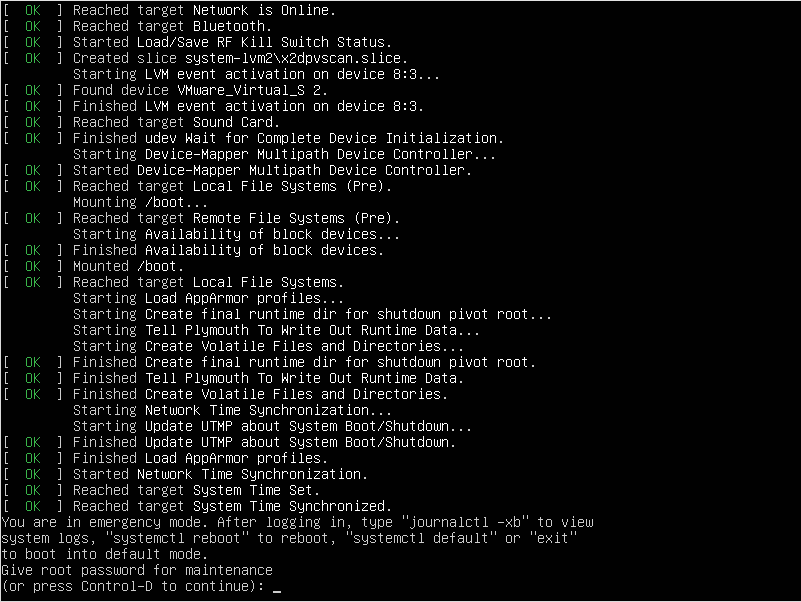 [  OK  ] Reached target Network is Online.
[  OK  ] Reached target Bluetooth.
[  OK  ] Started Load/Save RF Kill Switch Status.
[  OK  ] Created slice system-lvm2\x2dpvscan.slice.
         Starting LVM event activation on device 8:3...
[  OK  ] Found device VMware_Virtual_S 2.
[  OK  ] Finished LVM event activation on device 8:3.
[  OK  ] Reached target Sound Card.
[  OK  ] Finished udev Wait for Complete Device Initialization.
         Starting Device-Mapper Multipath Device Controller...
[  OK  ] Started Device-Mapper Multipath Device Controller.
[  OK  ] Reached target Local File Systems (Pre).
         Mounting /boot...
[  OK  ] Reached target Remote File Systems (Pre).
         Starting Availability of block devices...
[  OK  ] Finished Availability of block devices.
[  OK  ] Mounted /boot.
[  OK  ] Reached target Local File Systems.
         Starting Load AppArmor profiles...
         Starting Create final runtime dir for shutdown pivot root...
         Starting Tell Plymouth To Write Out Runtime Data...
         Starting Create Volatile Files and Directories...
[  OK  ] Finished Create final runtime dir for shutdown pivot root.
[  OK  ] Finished Tell Plymouth To Write Out Runtime Data.
[  OK  ] Finished Create Volatile Files and Directories.
         Starting Network Time Synchronization...
         Starting Update UTMP about System Boot/Shutdown...
[  OK  ] Finished Update UTMP about System Boot/Shutdown.
[  OK  ] Finished Load AppArmor profiles.
[  OK  ] Started Network Time Synchronization.
[  OK  ] Reached target System Time Set.
[  OK  ] Reached target System Time Synchronized.
You are in emergency mode. After logging in, type "journalctl -xb" to view
system logs, "systemctl reboot" to reboot, "systemctl default" or "exit"
to boot into default mode.
Give root password for maintenance
(or press Control-D to continue): _